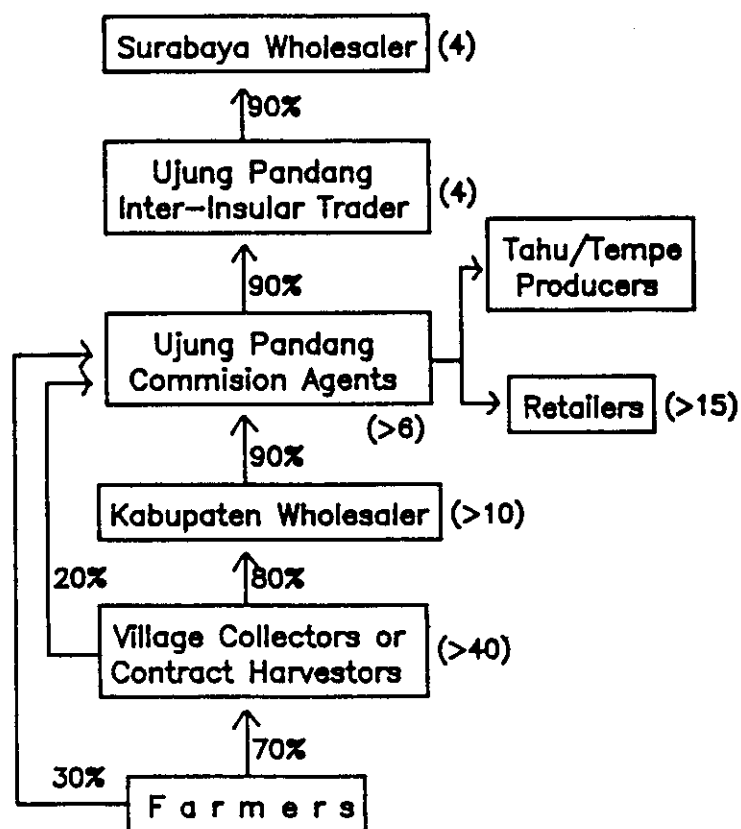 Surabaya Wholesaler (4)
90%
Ujung Pandang
Inter-Insular Trader (4)
90%
Tahu/Tempe
Producers
Ujung Pandang
Commision Agents
(>6)
Retailers (>15)
90%
Kabupaten Wholesaler (>10)
20%
80%
Village Collectors or
Contract Harvestors (>40)
70%
30%
Farmers